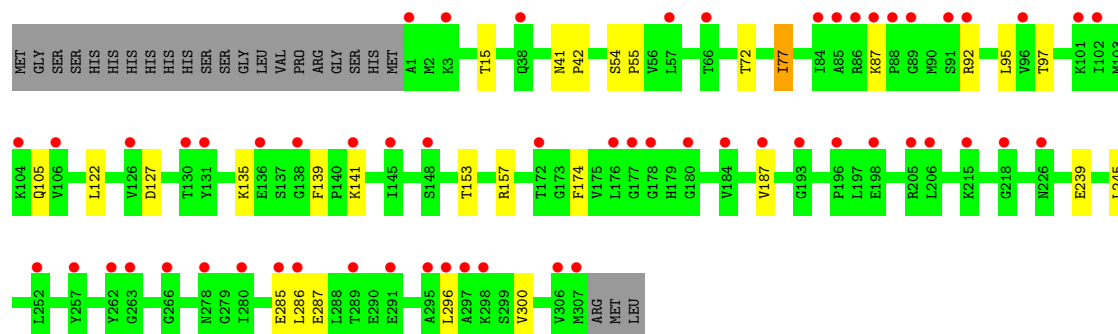 MET GLY SER SER HIS HIS HIS HIS HIS HIS SER SER GLY LEU VAL PRO ARG GLY SER HIS MET A1 M2 K3 T15 Q38 N41 P42 S54 P55 V56 L57 T66 T72 I77 I84 A85 R86 K87 P88 G89 M90 S91 R92 L95 V96 T97 K101 I102 M103
K104 Q105 V106 L122 V126 D127 T130 Y131 K135 E136 S137 G138 F139 P140 K141 I145 S148 T153 R157 T172 G173 F174 V175 L176 G177 G178 H179 G180 V184 V187 G193 P196 L197 E198 R205 L206 K215 G218 N226 E239 L245
L252 Y257 Y262 G263 G266 N278 G279 I280 E285 L286 E287 L288 T289 E290 E291 A295 L296 A297 K298 S299 V300 V306 M307 ARG MET LEU